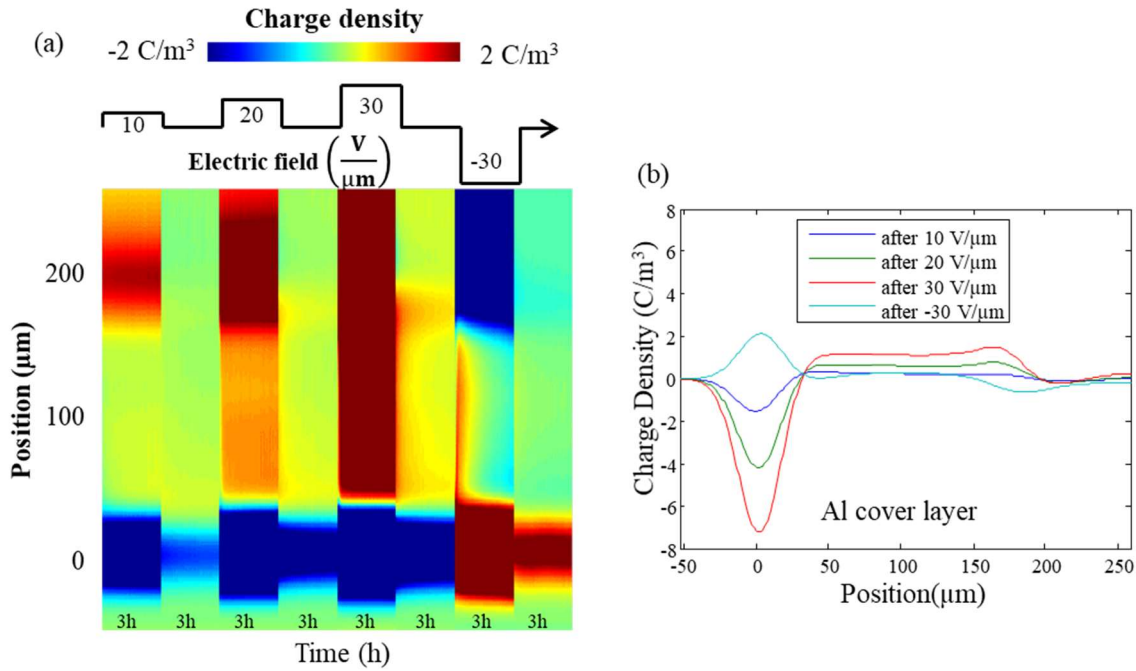 (a)
Charge density
-2 C/m³
2 C/m³
10
20
30
-30
Electric field (V/μm)
Position (μm)
200
100
0
3h 3h 3h 3h 3h 3h 3h 3h
Time (h)
(b)
Charge Density (C/m³)
8
6
4
2
0
-2
-4
-6
-8
after 10 V/μm
after 20 V/μm
after 30 V/μm
after -30 V/μm
Al cover layer
-50 0 50 100 150 200 250
Position(μm)